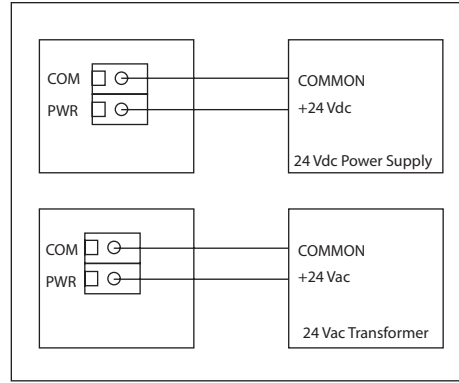 COM
COMMON
PWR
+24 Vdc
24 Vdc Power Supply
COM
COMMON
PWR
+24 Vac
24 Vac Transformer